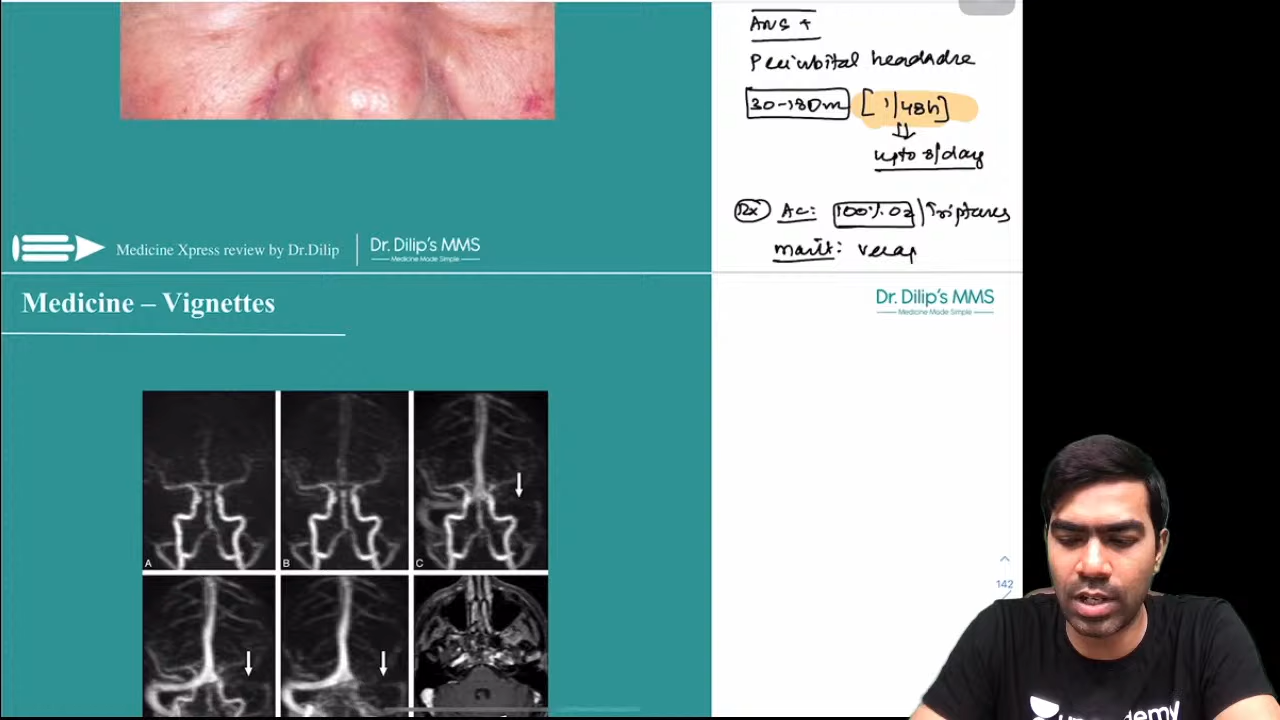 ANS +
Periorbital headache
30-180m [1/48h]
upto 8/day
Rx Ac: 100% O2 | Triptans
Medicine Xpress review by Dr.Dilip
Dr. Dilip's MMS
Medicine Made Simple
maint: verap
Medicine – Vignettes
Dr. Dilip's MMS
Medicine Made Simple
A
B
C
142